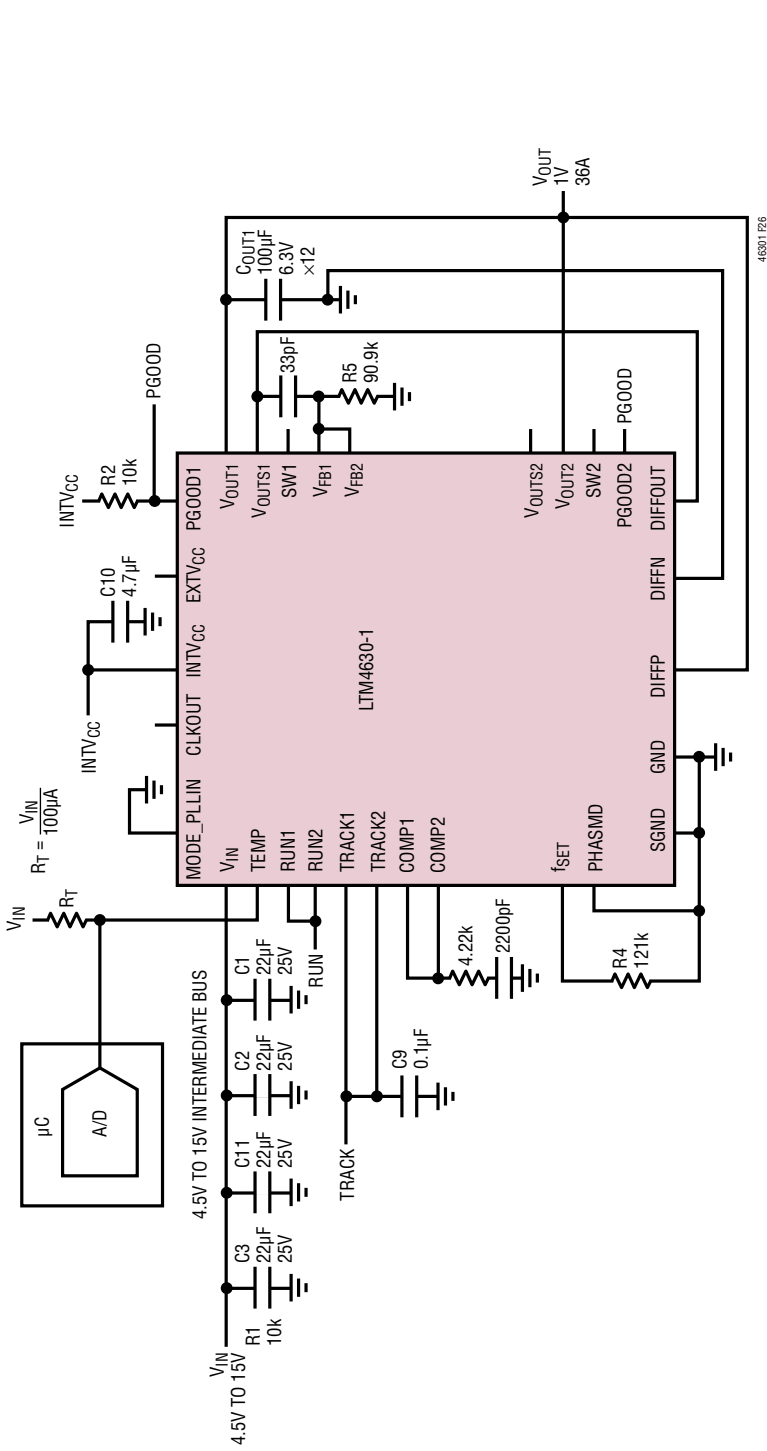 V_IN
R_T
R_T = V_IN
100µA
µC
A/D
INTV_CC
R2
10k
PGOOD
C10
4.7µF
INTV_CC
V_IN
4.5V TO 15V
4.5V TO 15V INTERMEDIATE BUS
R1
10k
C3
22µF
25V
C11
22µF
25V
C2
22µF
25V
C1
22µF
25V
RUN
TRACK
C9
0.1µF
4.22k
2200pF
R4
121k
MODE_PLLIN
CLKOUT
INTV_CC
EXTV_CC
PGOOD1
V_IN
TEMP
RUN1
RUN2
TRACK1
TRACK2
COMP1
COMP2
f_SET
PHASMD
LTM4630-1
V_OUT1
V_OUTS1
SW1
V_FB1
V_FB2
V_OUTS2
V_OUT2
SW2
PGOOD2
SGND
GND
DIFFP
DIFFN
DIFFOUT
C_OUT1
100µF
6.3V
×12
33pF
R5
90.9k
PGOOD
V_OUT
1V
36A
46301 F26